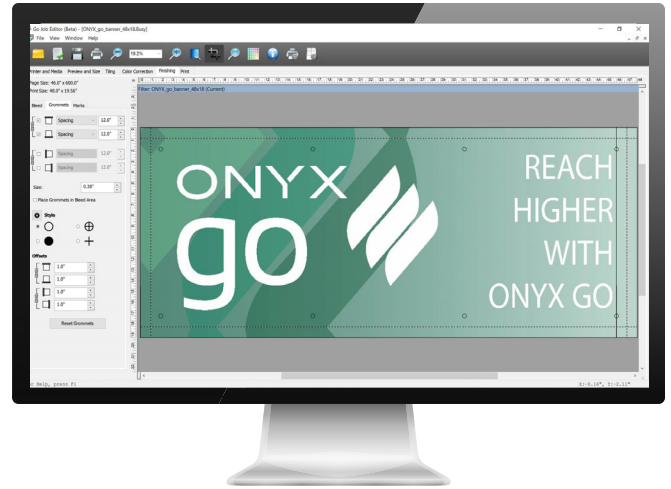 Go Job Editor (Beta) - [ONYX_go_banner_48x18.Busy]
File View Window Help
19.2%
Printer and Media Preview and Size Tiling Color Correction Finishing Print
Page Size: 46.0" x 600.0"
Print Size: 48.0" x 19.56"
Filter: ONYX_go_banner_48x18 (Current)
Bleed Grommets Marks
Spacing 12.0"
Spacing 12.0"
Spacing 12.0"
Spacing 12.0"
Size: 0.38"
Place Grommets in Bleed Area
Style
Offsets
1.0"
1.0"
1.0"
1.0"
Reset Grommets
ONYX
go
REACH
HIGHER
WITH
ONYX GO
Help, press F1